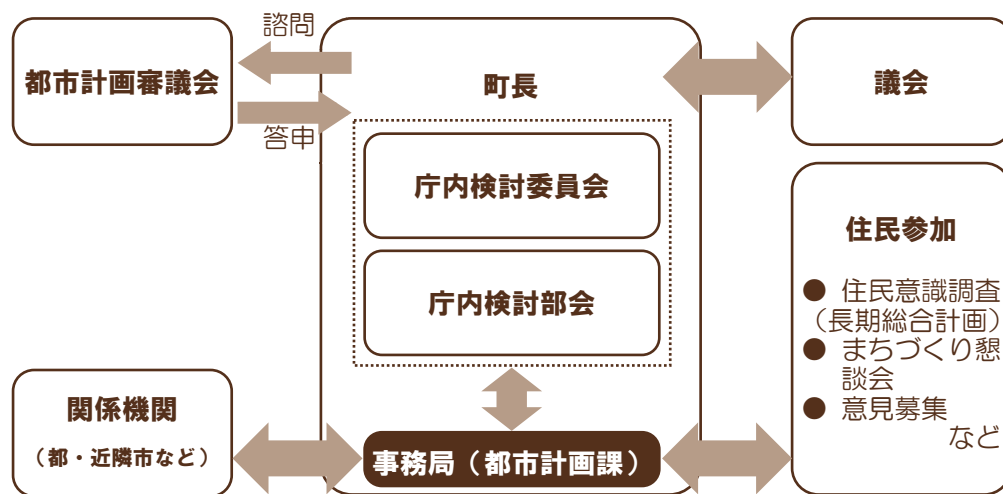 諮問
都市計画審議会
答申
町長
庁内検討委員会
庁内検討部会
議会
住民参加
● 住民意識調査
（長期総合計画）
● まちづくり懇
談会
● 意見募集
など
関係機関
（都・近隣市など）
事務局（都市計画課）